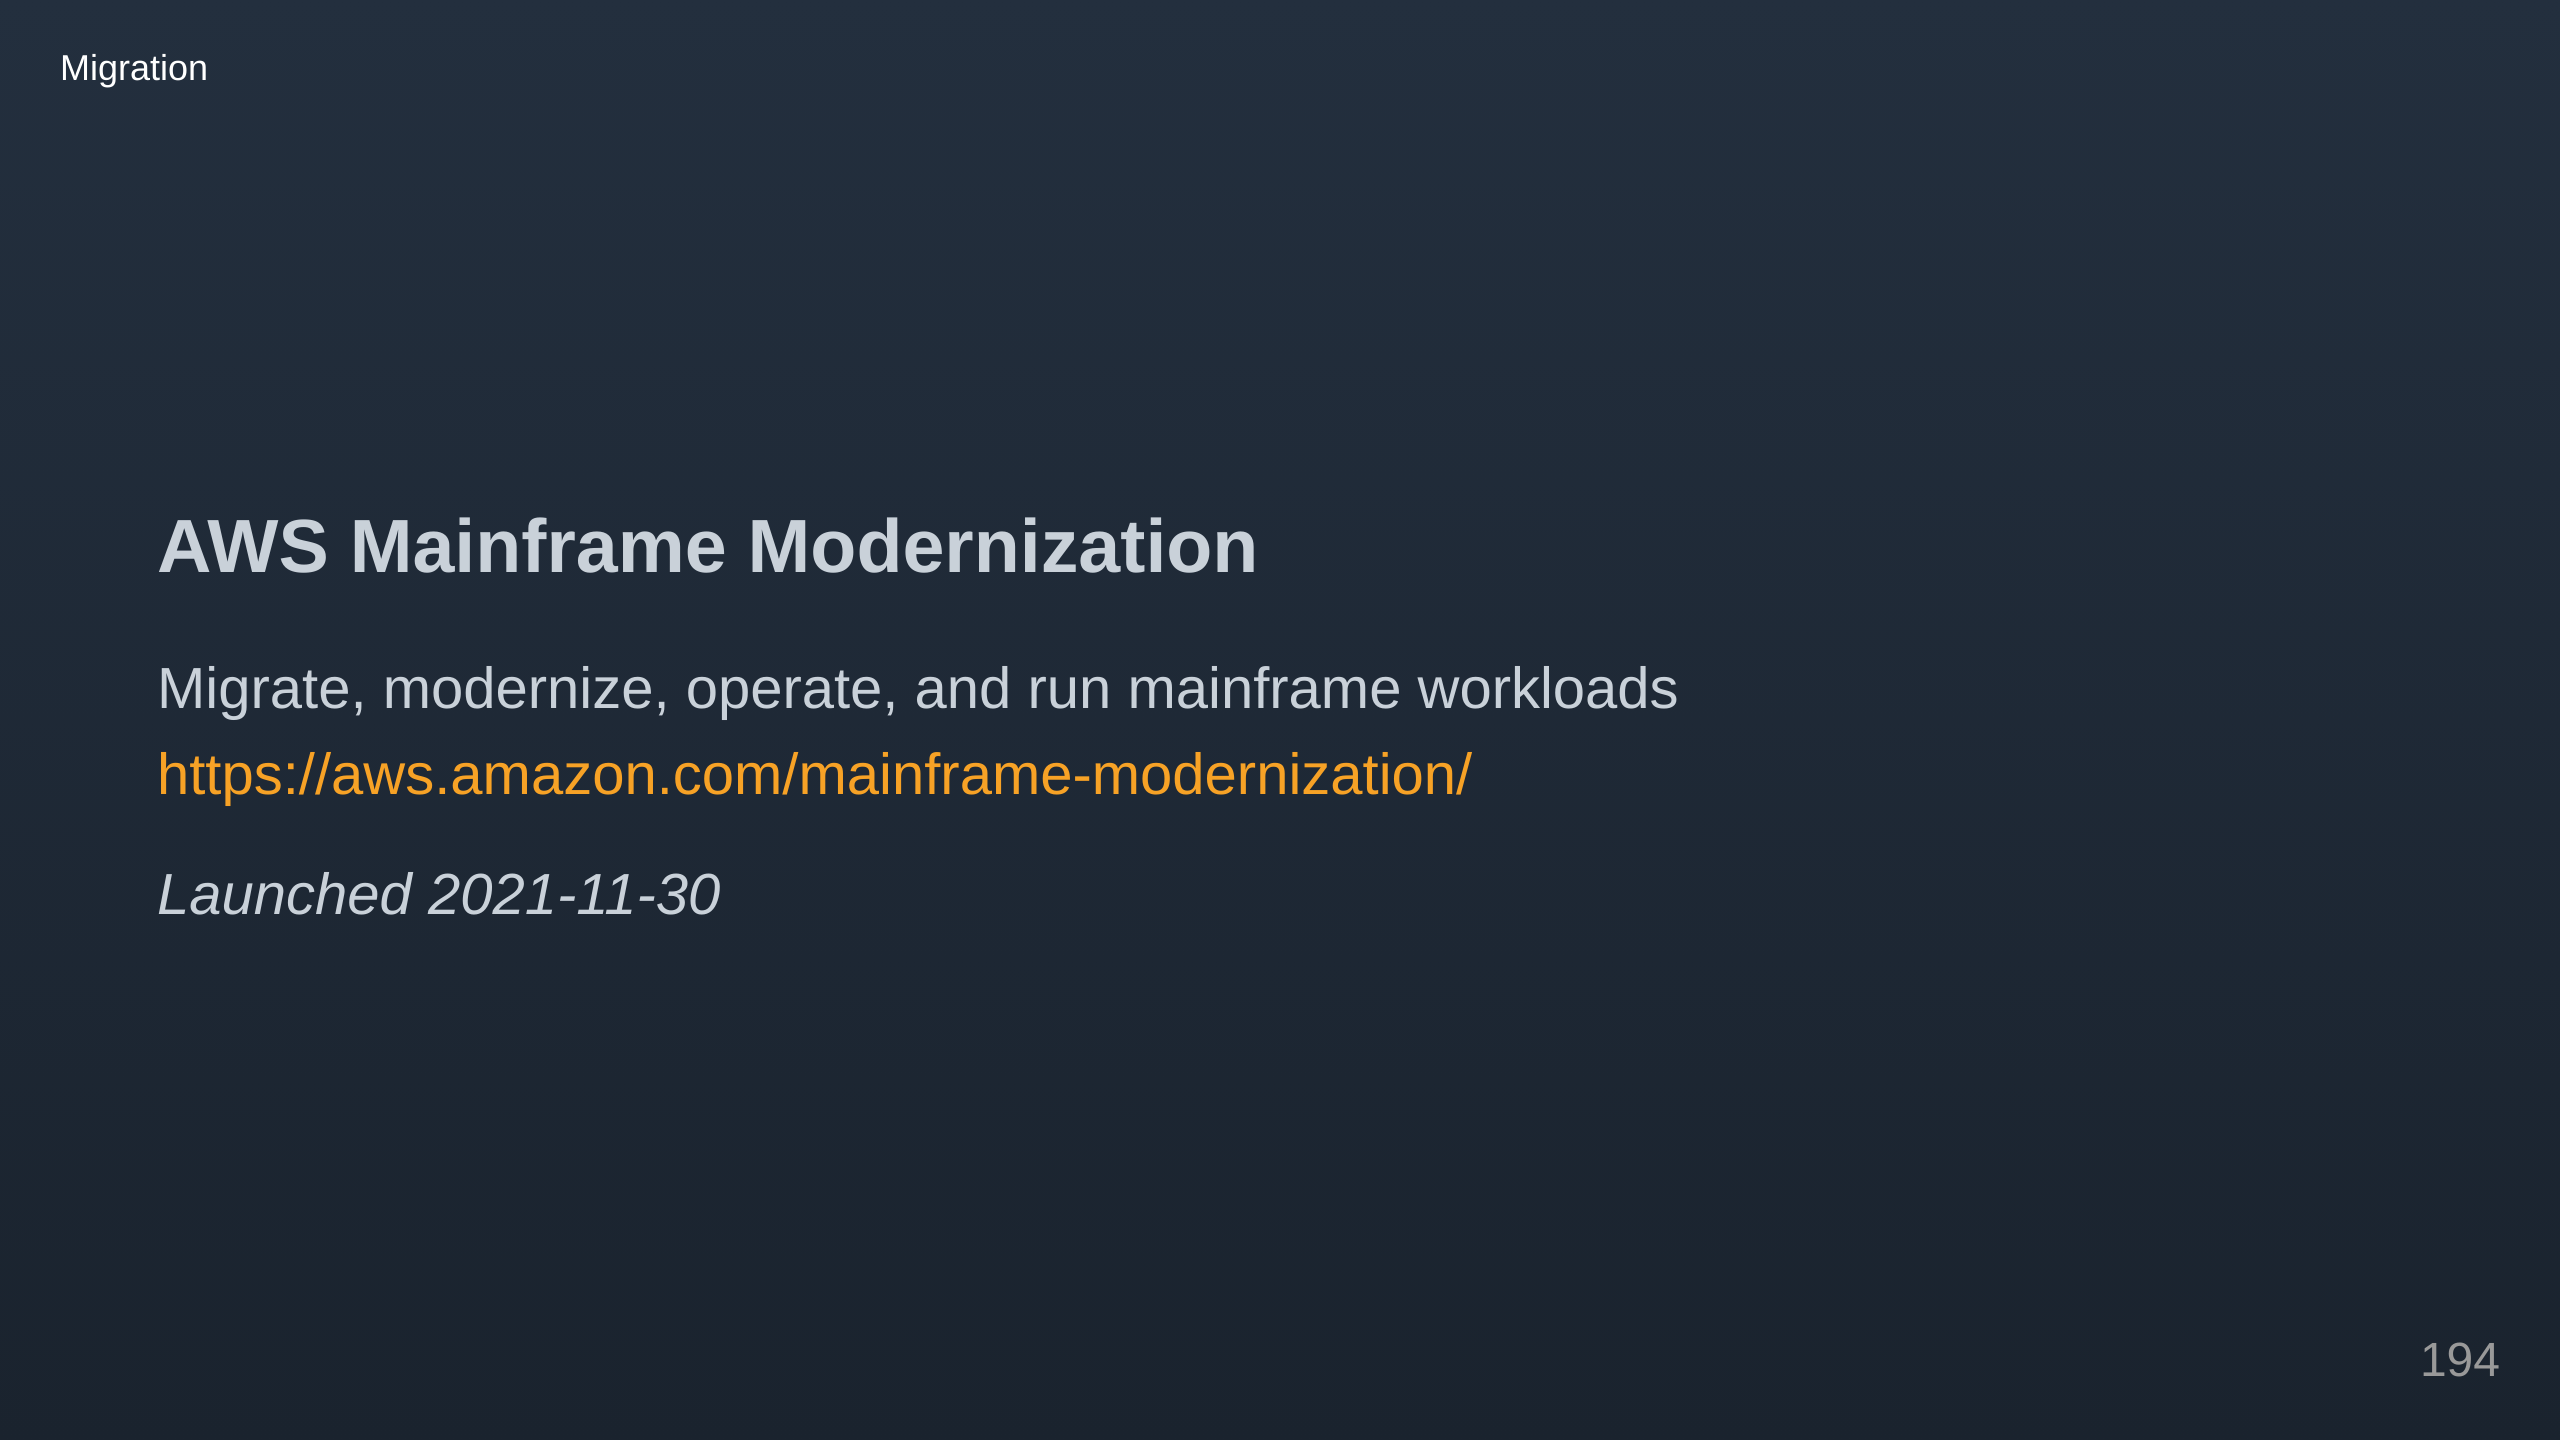 Migration
AWS Mainframe Modernization
Migrate, modernize, operate, and run mainframe workloads
https://aws.amazon.com/mainframe-modernization/
Launched 2021-11-30
194